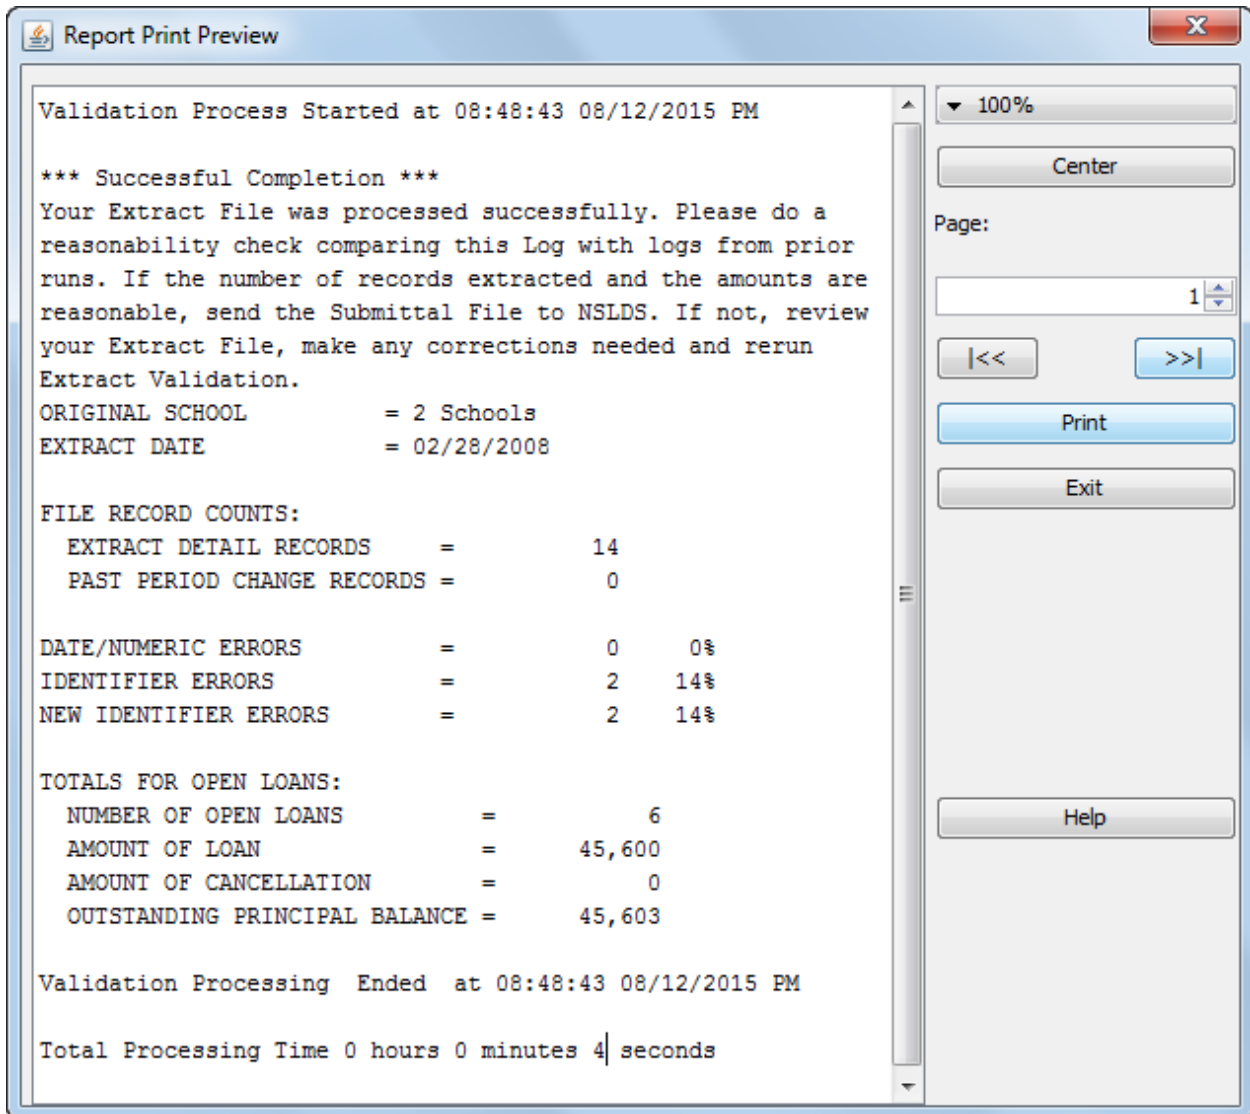 Report Print Preview
Validation Process Started at 08:48:43 08/12/2015 PM
*** Successful Completion ***
Your Extract File was processed successfully. Please do a
reasonability check comparing this Log with logs from prior
runs. If the number of records extracted and the amounts are
reasonable, send the Submittal File to NSLDS. If not, review
your Extract File, make any corrections needed and rerun
Extract Validation.
ORIGINAL SCHOOL = 2 Schools
EXTRACT DATE = 02/28/2008
FILE RECORD COUNTS:
EXTRACT DETAIL RECORDS = 14
PAST PERIOD CHANGE RECORDS = 0
DATE/NUMERIC ERRORS = 0 0%
IDENTIFIER ERRORS = 2 14%
NEW IDENTIFIER ERRORS = 2 14%
TOTALS FOR OPEN LOANS:
NUMBER OF OPEN LOANS = 6
AMOUNT OF LOAN = 45,600
AMOUNT OF CANCELLATION = 0
OUTSTANDING PRINCIPAL BALANCE = 45,603
Validation Processing Ended at 08:48:43 08/12/2015 PM
Total Processing Time 0 hours 0 minutes 4 seconds
100%
Center
Page:
1
|<<
>>|
Print
Exit
Help